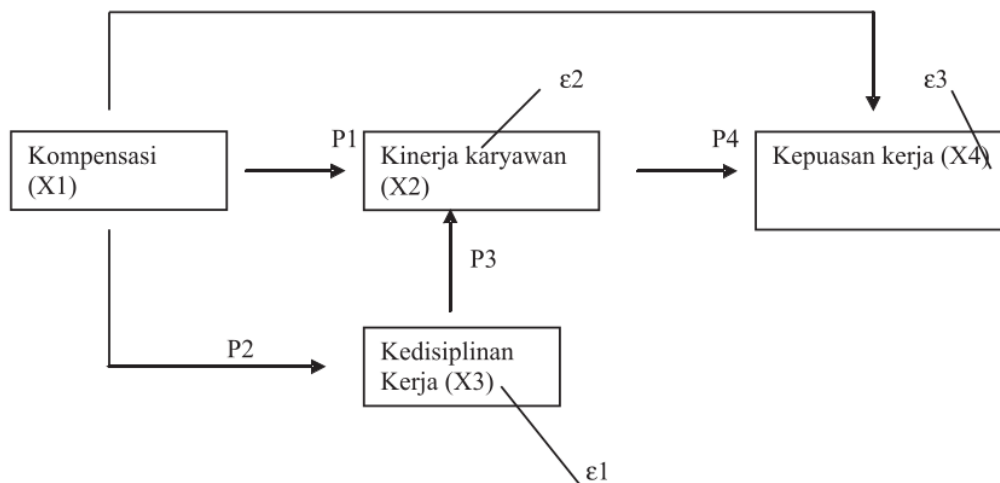 ε2
ε3
P1
P4
Kompensasi
(X1)
Kinerja karyawan
(X2)
Kepuasan kerja (X4)
P3
P2
Kedisiplinan
Kerja (X3)
ε1